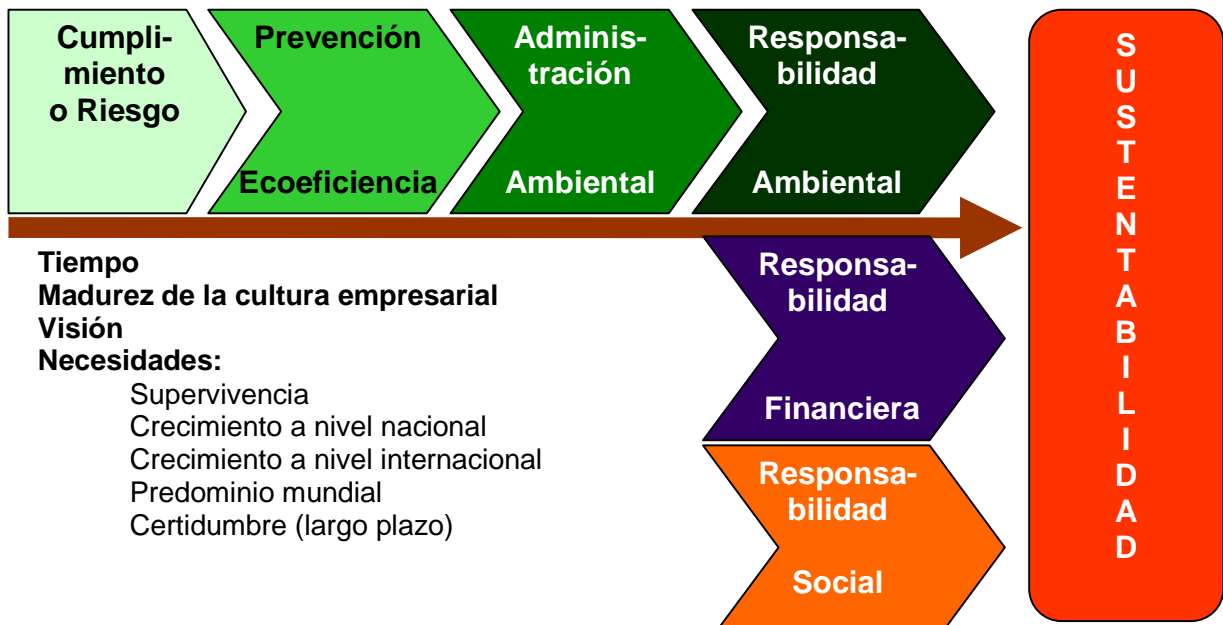 Cumpli-
miento
o Riesgo
Prevención
Ecoeficiencia
Adminis-
tración
Ambiental
Responsa-
bilidad
Ambiental
Tiempo
Madurez de la cultura empresarial
Visión
Necesidades:
Supervivencia
Crecimiento a nivel nacional
Crecimiento a nivel internacional
Predominio mundial
Certidumbre (largo plazo)
Responsa-
bilidad
Financiera
Responsa-
bilidad
Social
S
U
S
T
E
N
T
A
B
I
L
I
D
A
D